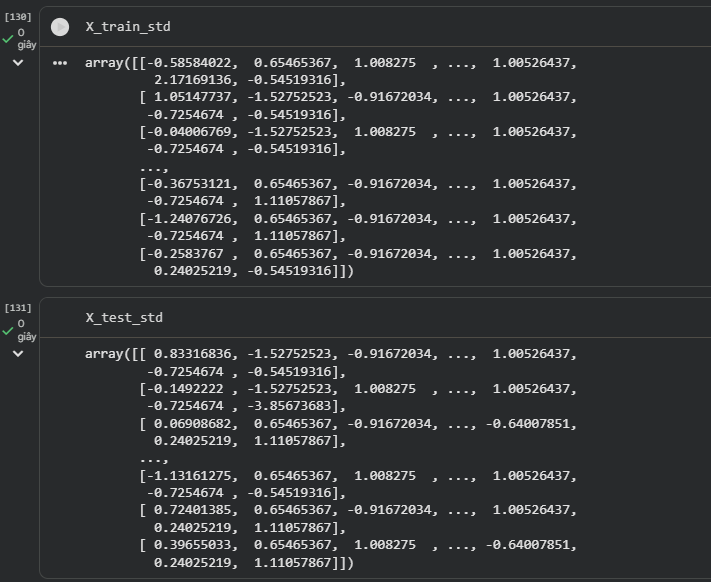 [130]
0
giây
X_train_std
array([[-0.58584022,  0.65465367,  1.008275  , ...,  1.00526437,
         2.17169136, -0.54519316],
       [ 1.05147737, -1.52752523, -0.91672034, ...,  1.00526437,
        -0.7254674 , -0.54519316],
       [-0.04006769, -1.52752523,  1.008275  , ...,  1.00526437,
        -0.7254674 , -0.54519316],
       ...,
       [-0.36753121,  0.65465367, -0.91672034, ...,  1.00526437,
        -0.7254674 ,  1.11057867],
       [-1.24076726,  0.65465367, -0.91672034, ...,  1.00526437,
        -0.7254674 ,  1.11057867],
       [-0.2583767 ,  0.65465367, -0.91672034, ...,  1.00526437,
         0.24025219, -0.54519316]])
[131]
0
giây
X_test_std
array([[ 0.83316836, -1.52752523, -0.91672034, ...,  1.00526437,
        -0.7254674 , -0.54519316],
       [-0.1492222 , -1.52752523,  1.008275  , ...,  1.00526437,
        -0.7254674 , -3.85673683],
       [ 0.06908682,  0.65465367, -0.91672034, ..., -0.64007851,
         0.24025219,  1.11057867],
       ...,
       [-1.13161275,  0.65465367,  1.008275  , ...,  1.00526437,
        -0.7254674 , -0.54519316],
       [ 0.72401385,  0.65465367, -0.91672034, ...,  1.00526437,
         0.24025219,  1.11057867],
       [ 0.39655033,  0.65465367,  1.008275  , ..., -0.64007851,
         0.24025219,  1.11057867]])